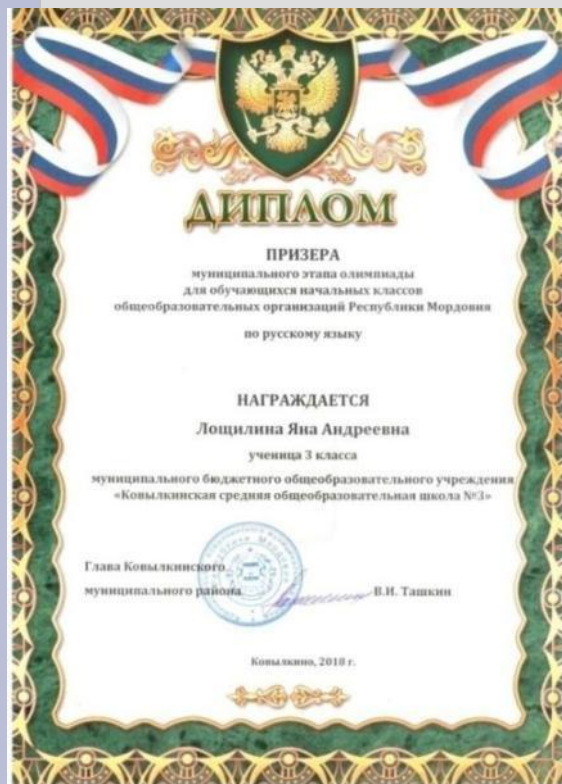 ДИПЛОМ
ПРИЗЕРА
муниципального этапа олимпиады
для обучающихся начальных классов
общеобразовательных организаций Республики Мордовия
по русскому языку
НАГРАЖДАЕТСЯ
Лощилина Яна Андреевна
ученица 3 класса
муниципального бюджетного общеобразовательного учреждения
«Ковылкинская средняя общеобразовательная школа №3»
Глава Ковылкинского
муниципального района В.И. Ташкин
Ковылкино, 2018 г.